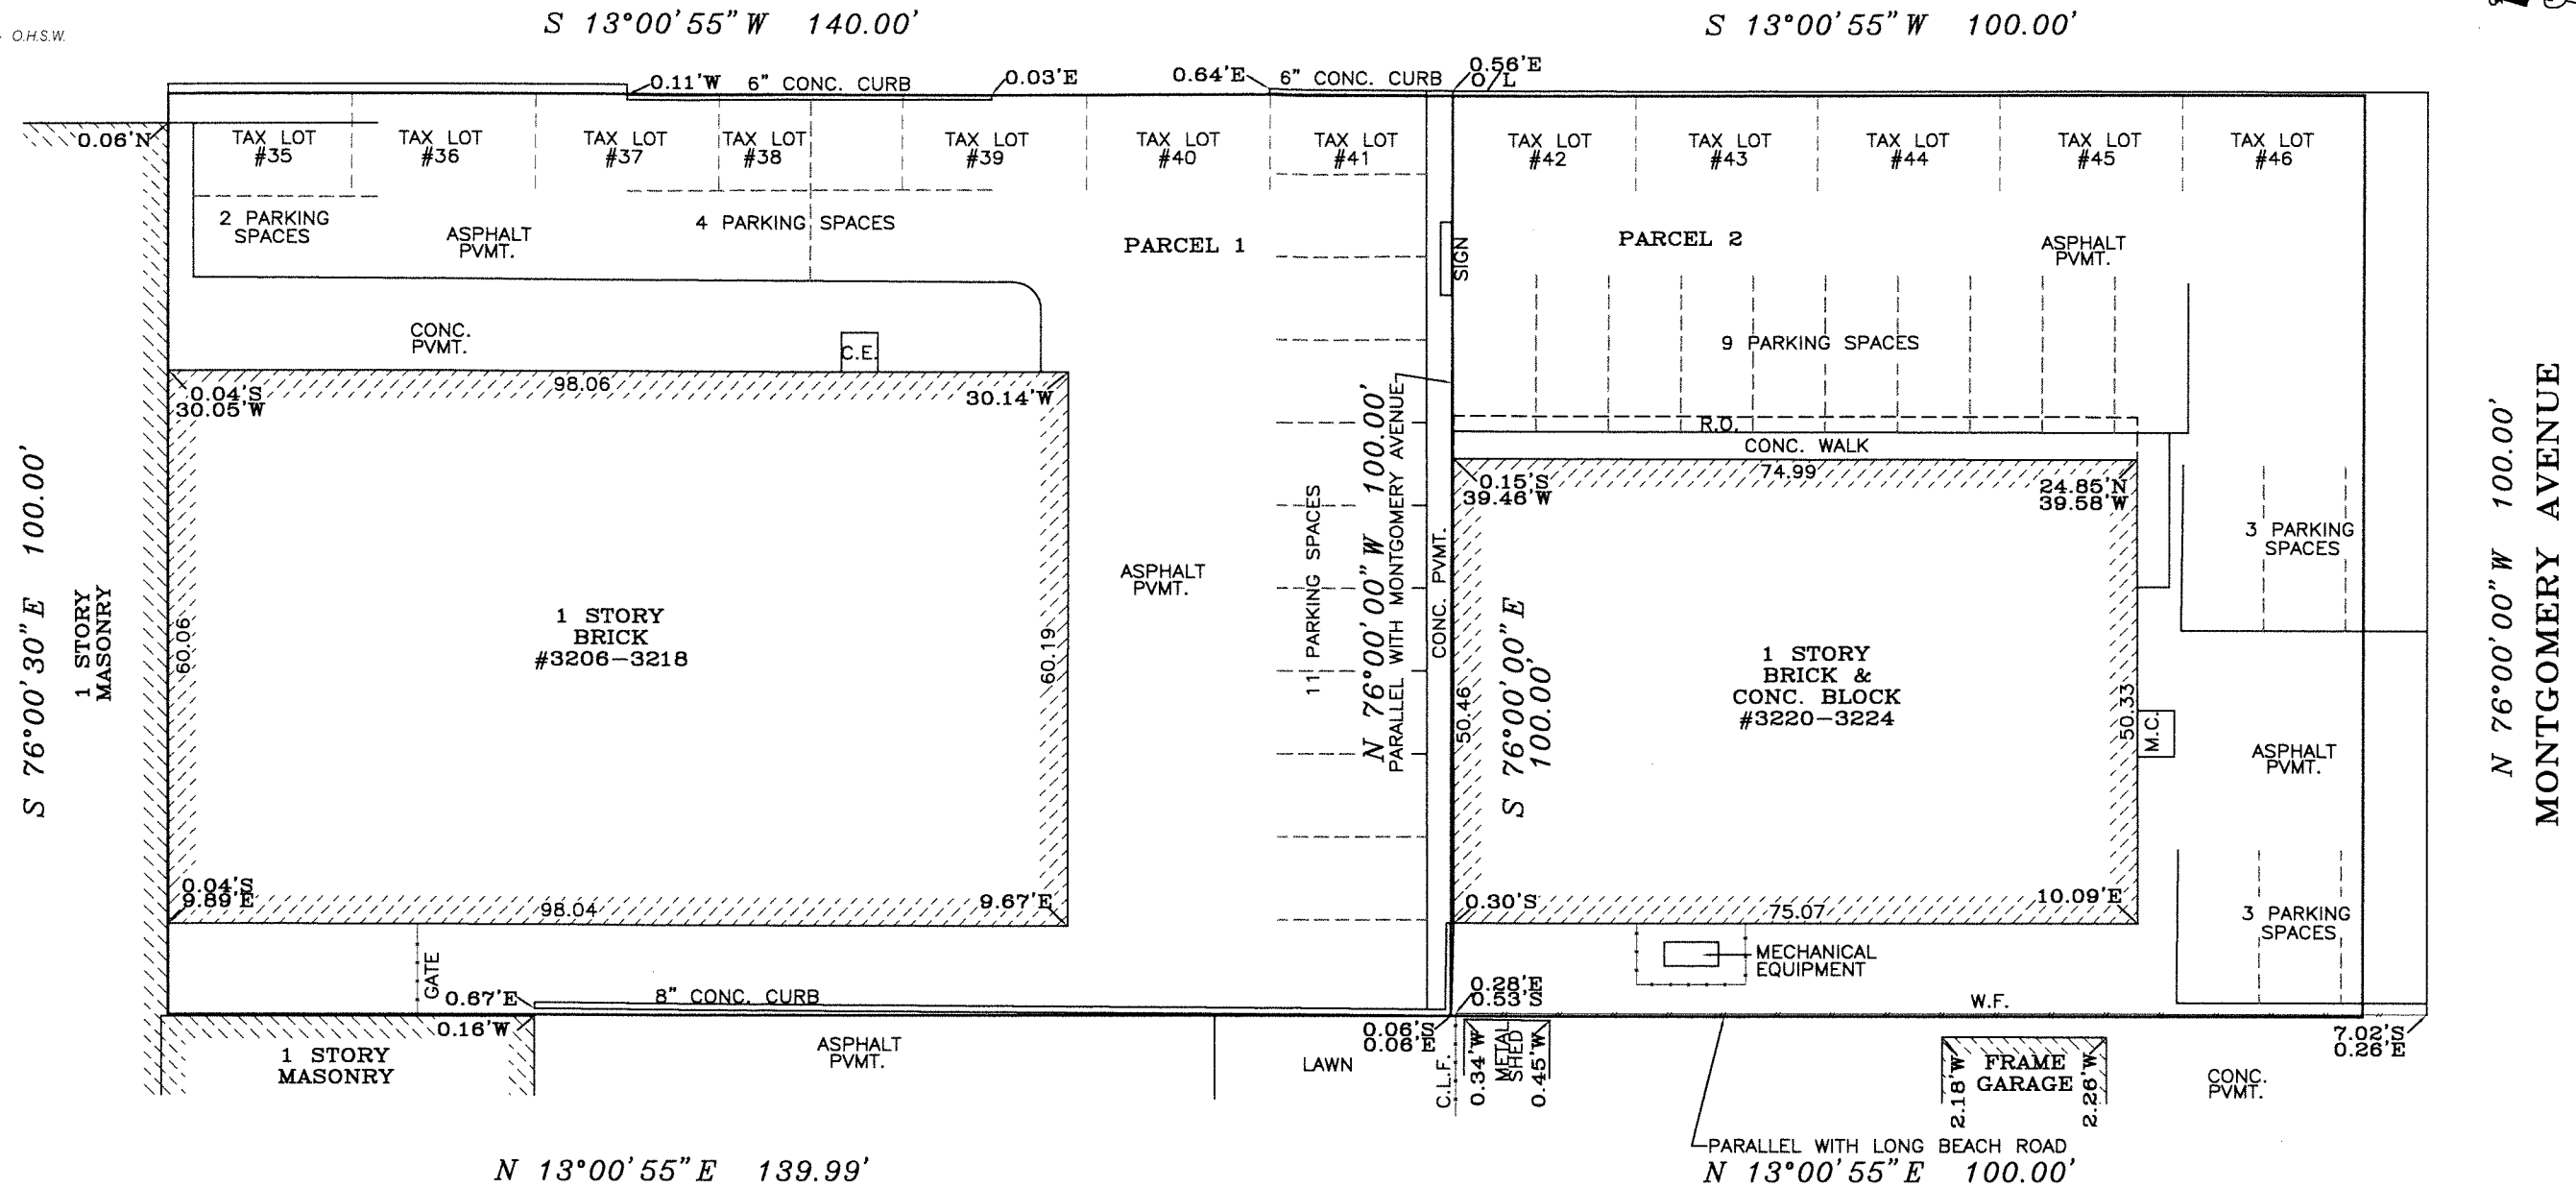 S 13°00'55"W 140.00'
S 13°00'55"W 100.00'
O.H.S.W.
0.11'W
6" CONC. CURB
0.03'E
0.64'E
6" CONC. CURB
0.56'E
O/L
0.06'N
TAX LOT
#35
TAX LOT
#36
TAX LOT
#37
TAX LOT
#38
TAX LOT
#39
TAX LOT
#40
TAX LOT
#41
TAX LOT
#42
TAX LOT
#43
TAX LOT
#44
TAX LOT
#45
TAX LOT
#46
2 PARKING
SPACES
ASPHALT
PVMT.
4 PARKING SPACES
PARCEL 1
SIGN
PARCEL 2
ASPHALT
PVMT.
CONC.
PVMT.
C.E.
9 PARKING SPACES
98.06
0.04'S
30.05'W
30.14'W
R.O.
CONC. WALK
74.99
0.15'S
39.46'W
24.85'N
39.58'W
S 76°00'30"E 100.00'
1 STORY
MASONRY
60.06
1 STORY
BRICK
#3206-3218
60.19
ASPHALT
PVMT.
11 PARKING SPACES
N 76°00'00"W 100.00'
PARALLEL WITH MONTGOMERY AVENUE
CONC. PVMT.
50.46
S 76°00'00"E
100.00'
1 STORY
BRICK &
CONC. BLOCK
#3220-3224
50.33
M.C.
3 PARKING
SPACES
ASPHALT
PVMT.
N 76°00'00"W 100.00'
MONTGOMERY AVENUE
0.04'S
9.89'E
98.04
9.67'E
0.30'S
75.07
10.09'E
3 PARKING
SPACES
GATE
0.67'E
8" CONC. CURB
MECHANICAL
EQUIPMENT
0.28'E
0.53'S
W.F.
0.16'W
0.06'S
0.06'E
7.02'S
0.26'E
1 STORY
MASONRY
ASPHALT
PVMT.
LAWN
C.L.F.
0.34'W
METAL
SHED
0.45'W
2.18'W
FRAME
GARAGE
2.26'W
CONC.
PVMT.
PARALLEL WITH LONG BEACH ROAD
N 13°00'55"E 139.99'
N 13°00'55"E 100.00'